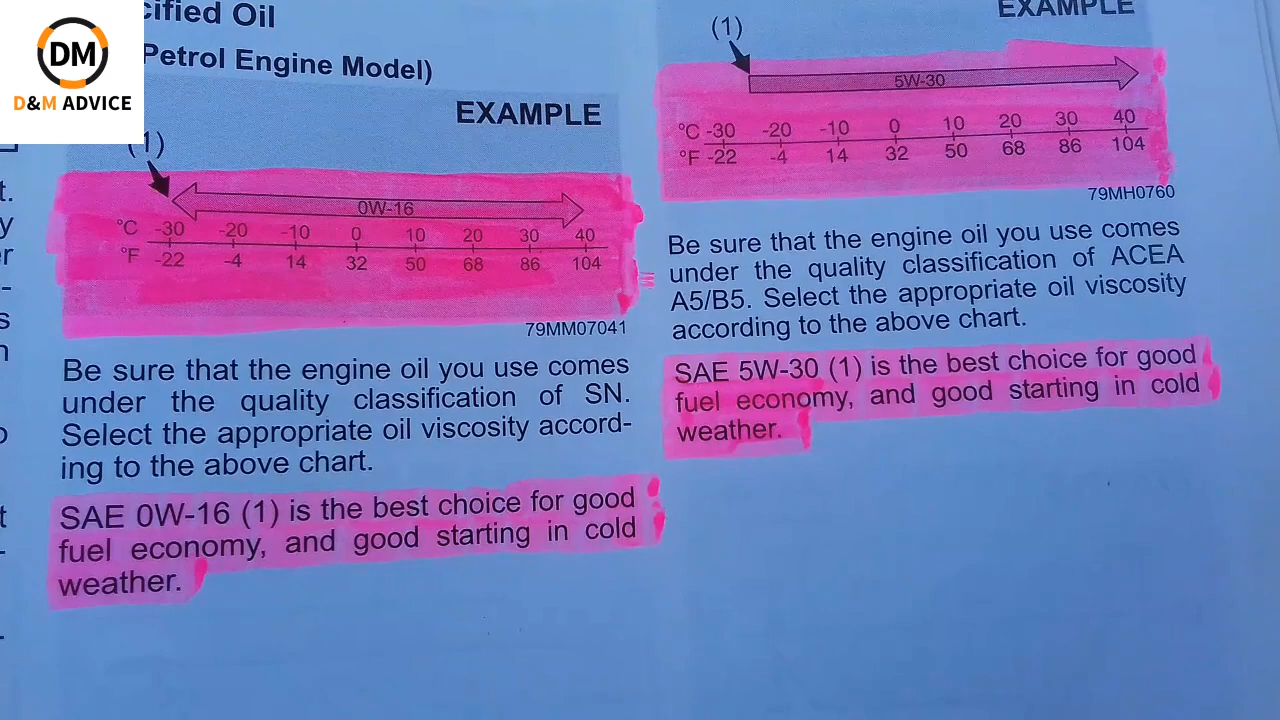 DM
D&M ADVICE
cified Oil
Petrol Engine Model)
EXAMPLE
(1)
0W-16
°C -30 -20 -10 0 10 20 30 40
°F -22 -4 14 32 50 68 86 104
79MM07041
Be sure that the engine oil you use comes
under the quality classification of SN.
Select the appropriate oil viscosity accord-
ing to the above chart.
SAE 0W-16 (1) is the best choice for good
fuel economy, and good starting in cold
weather.
EXAMPLE
(1)
5W-30
°C -30 -20 -10 0 10 20 30 40
°F -22 -4 14 32 50 68 86 104
79MH0760
Be sure that the engine oil you use comes
under the quality classification of ACEA
A5/B5. Select the appropriate oil viscosity
according to the above chart.
SAE 5W-30 (1) is the best choice for good
fuel economy, and good starting in cold
weather.